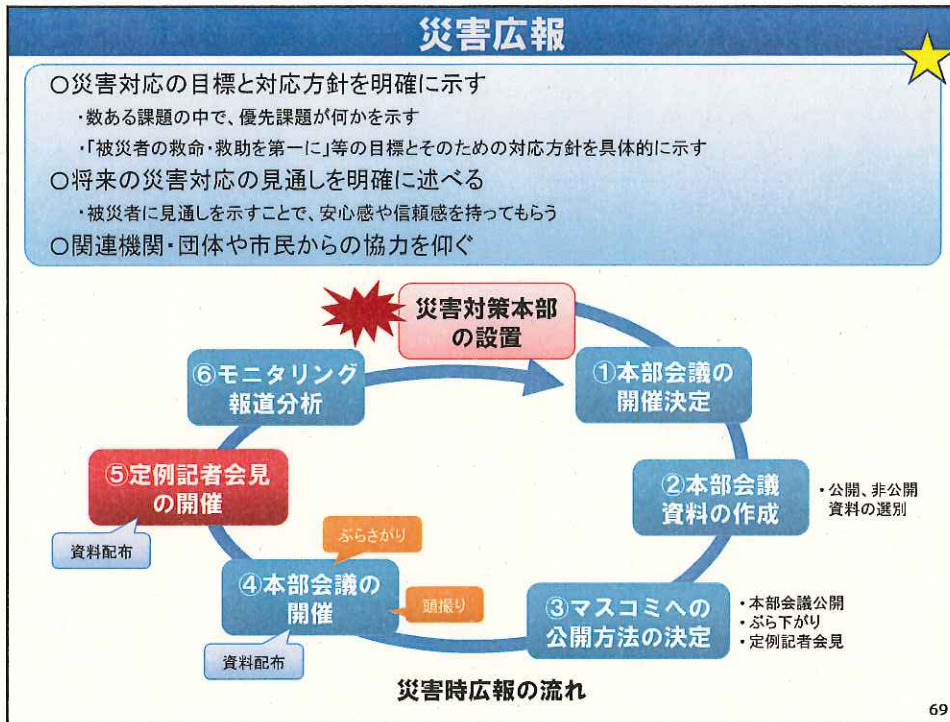 災害広報
○災害対応の目標と対応方針を明確に示す
・数ある課題の中で、優先課題が何かを示す
・「被災者の救命・救助を第一に」等の目標とそのための対応方針を具体的に示す
○将来の災害対応の見通しを明確に述べる
・被災者に見通しを示すことで、安心感や信頼感を持ってもらう
○関連機関・団体や市民からの協力を仰ぐ
災害対策本部
の設置
①本部会議の
開催決定
②本部会議
資料の作成
・公開、非公開
資料の選別
③マスコミへの
公開方法の決定
・本部会議公開
・ぶら下がり
・定例記者会見
④本部会議の
開催
ぶらさがり
頭撮り
資料配布
⑤定例記者会見
の開催
資料配布
⑥モニタリング
報道分析
災害時広報の流れ
69